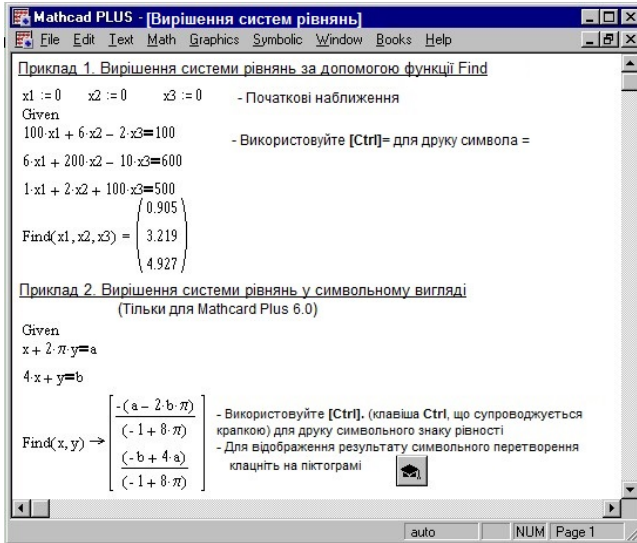 Mathcad PLUS - [Вирішення систем рівнянь]
File Edit Text Math Graphics Symbolic Window Books Help
Приклад 1. Вирішення системи рівнянь за допомогою функції Find
x1 := 0 x2 := 0 x3 := 0 - Початкові наближення
Given
100·x1 + 6·x2 − 2·x3=100
- Використовуйте [Ctrl]= для друку символа =
6·x1 + 200·x2 − 10·x3=600
1·x1 + 2·x2 + 100·x3=500
0.905
Find(x1,x2,x3) = 3.219
4.927
Приклад 2. Вирішення системи рівнянь у символьному вигляді
(Тільки для Mathcard Plus 6.0)
Given
x + 2·π·y=a
4·x + y=b
Find(x,y) →
-(a − 2·b·π)
(-1 + 8·π)
(-b + 4·a)
(-1 + 8·π)
- Використовуйте [Ctrl]. (клавіша Ctrl, що супроводжується
крапкою) для друку символьного знаку рівності
- Для відображення результату символьного перетворення
клацніть на піктограмі
auto NUM Page 1